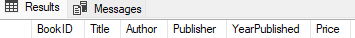 Results Messages
BookID Title Author Publisher YearPublished Price